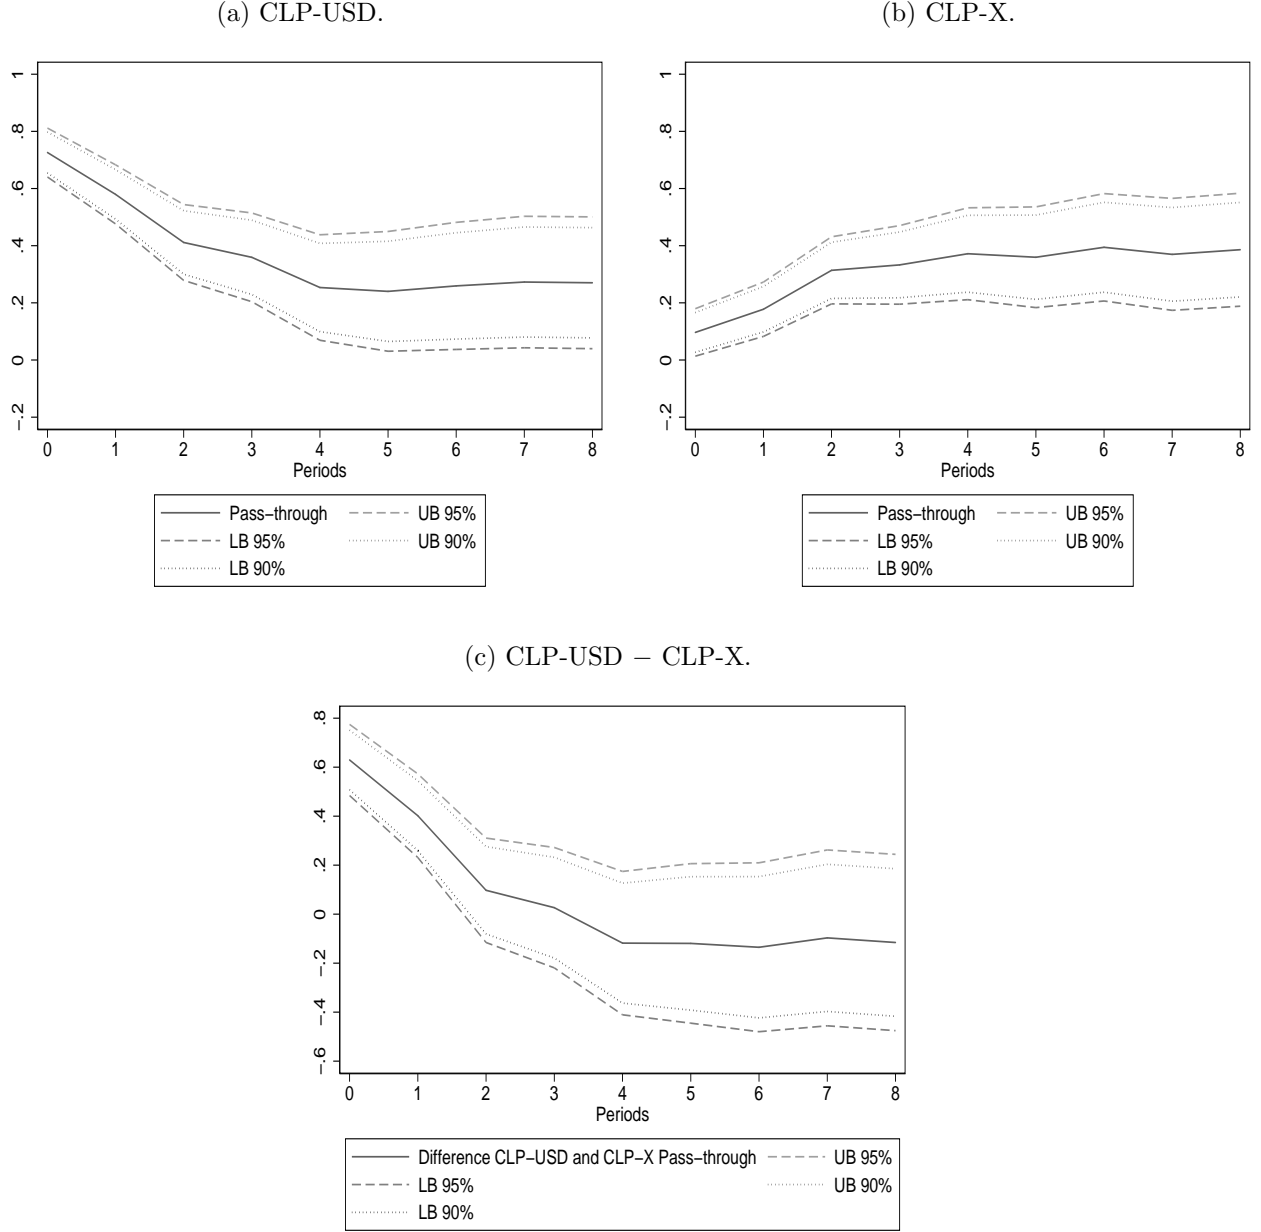 (a) CLP-USD.
(b) CLP-X.
1
.8
.6
.4
.2
0
−.2
0 1 2 3 4 5 6 7 8
Periods
Pass−through
UB 95%
LB 95%
UB 90%
LB 90%
1
.8
.6
.4
.2
0
−.2
0 1 2 3 4 5 6 7 8
Periods
Pass−through
UB 95%
LB 95%
UB 90%
LB 90%
(c) CLP-USD − CLP-X.
.8
.6
.4
.2
0
−.2
−.4
−.6
0 1 2 3 4 5 6 7 8
Periods
Difference CLP−USD and CLP−X Pass−through
UB 95%
LB 95%
UB 90%
LB 90%